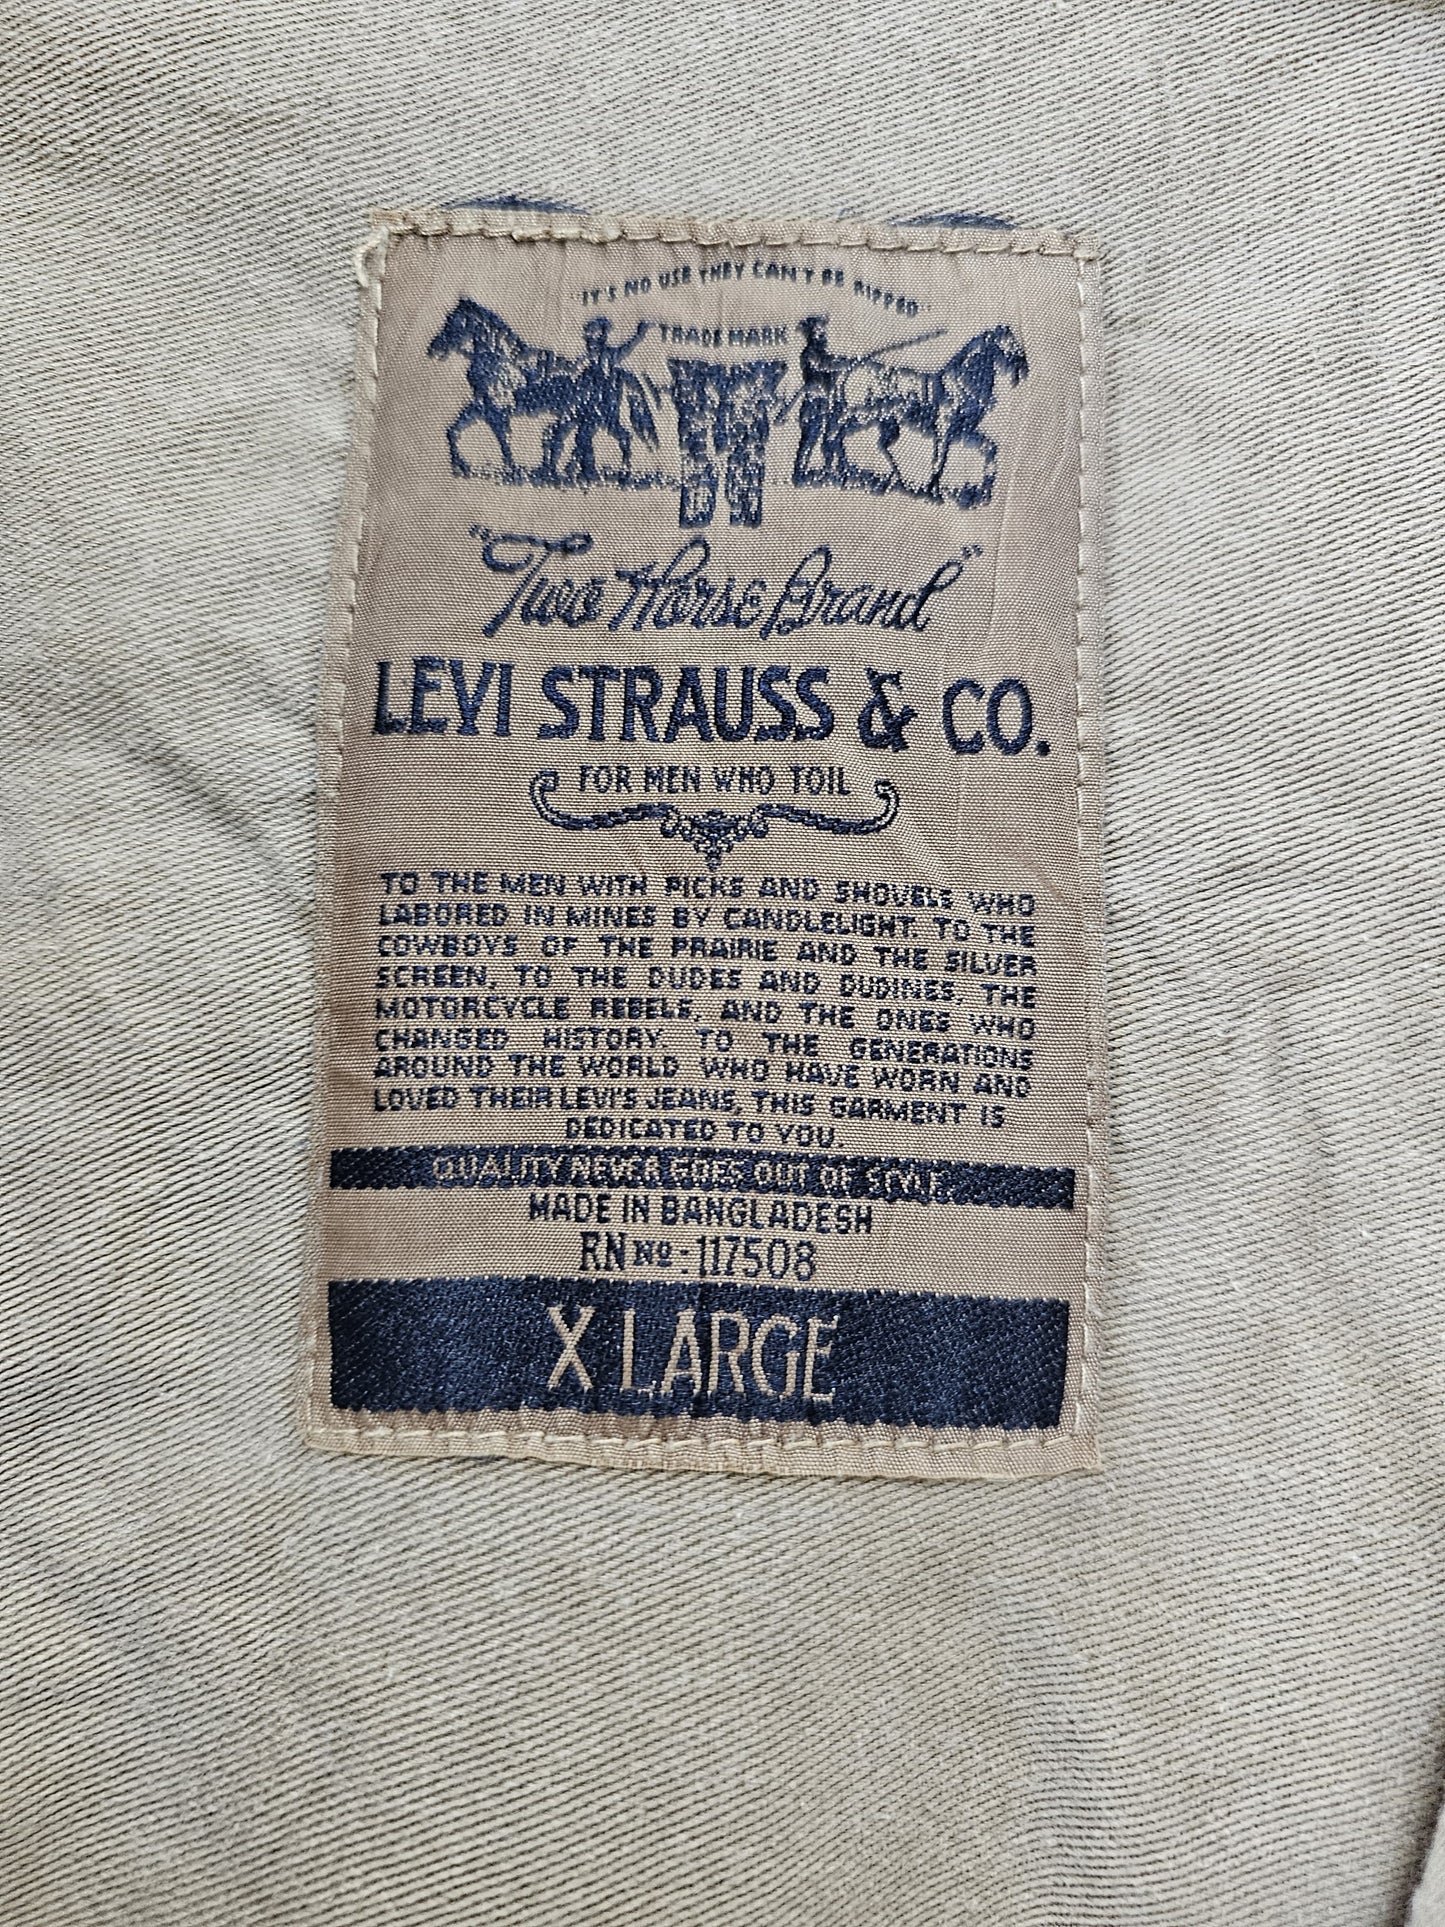 "IT'S NO USE THEY CAN'T BE RIPPED"
TRADE MARK
"Two Horse Brand"
LEVI STRAUSS & CO.
FOR MEN WHO TOIL
TO THE MEN WITH PICKS AND SHOVELS WHO
LABORED IN MINES BY CANDLELIGHT. TO THE
COWBOYS OF THE PRAIRIE AND THE SILVER
SCREEN, TO THE DUDES AND DUDINES, THE
MOTORCYCLE REBELS, AND THE ONES WHO
CHANGED HISTORY. TO THE GENERATIONS
AROUND THE WORLD WHO HAVE WORN AND
LOVED THEIR LEVI'S JEANS, THIS GARMENT IS
DEDICATED TO YOU.
QUALITY NEVER GOES OUT OF STYLE.
MADE IN BANGLADESH
RN No: 117508
X LARGE